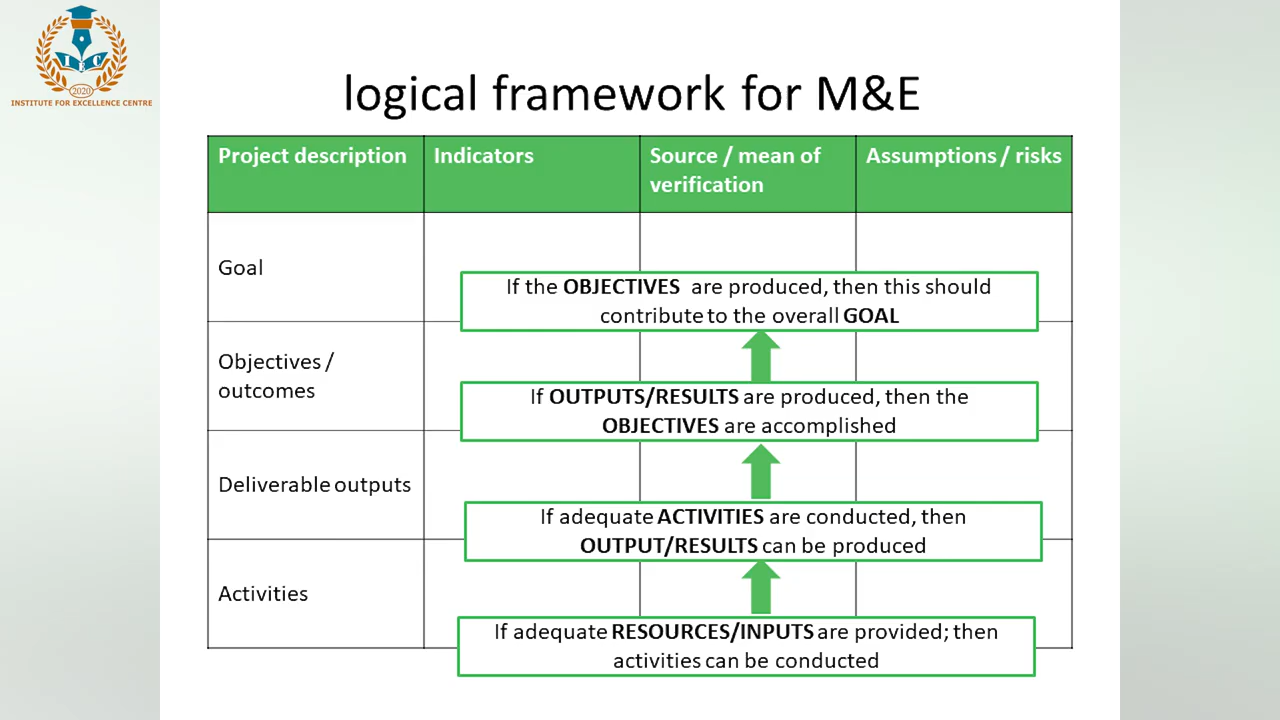 IEC
2020
INSTITUTE FOR EXCELLENCE CENTRE
logical framework for M&E
Project description
Indicators
Source / mean of
verification
Assumptions / risks
Goal
If the OBJECTIVES are produced, then this should
contribute to the overall GOAL
Objectives /
outcomes
If OUTPUTS/RESULTS are produced, then the
OBJECTIVES are accomplished
Deliverable outputs
If adequate ACTIVITIES are conducted, then
OUTPUT/RESULTS can be produced
Activities
If adequate RESOURCES/INPUTS are provided; then
activities can be conducted